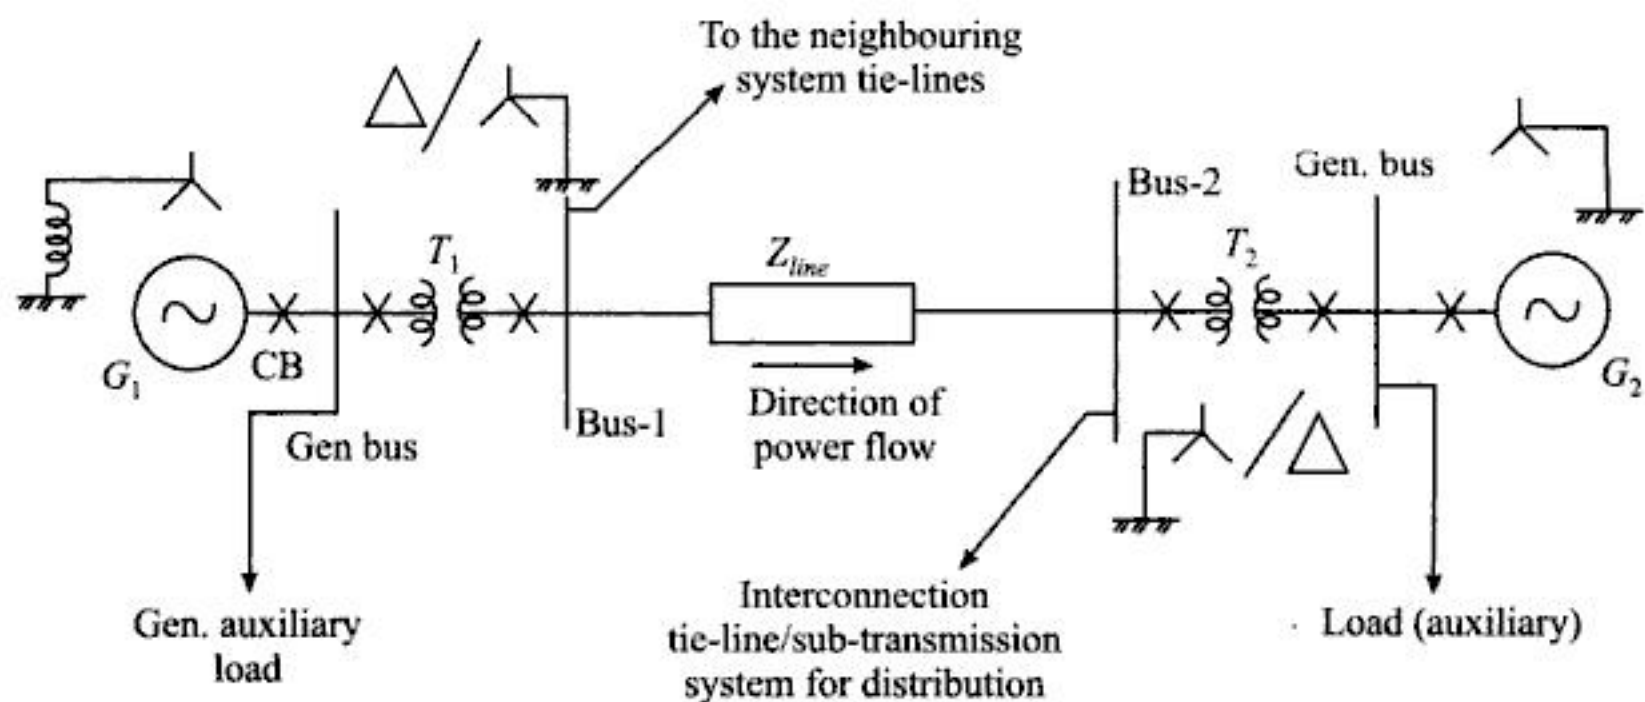 To the neighbouring
system tie-lines
Bus-2
Gen. bus
T1
Zline
T2
G1
CB
G2
Gen bus
Bus-1
Direction of
power flow
Gen. auxiliary
load
Interconnection
tie-line/sub-transmission
system for distribution
Load (auxiliary)